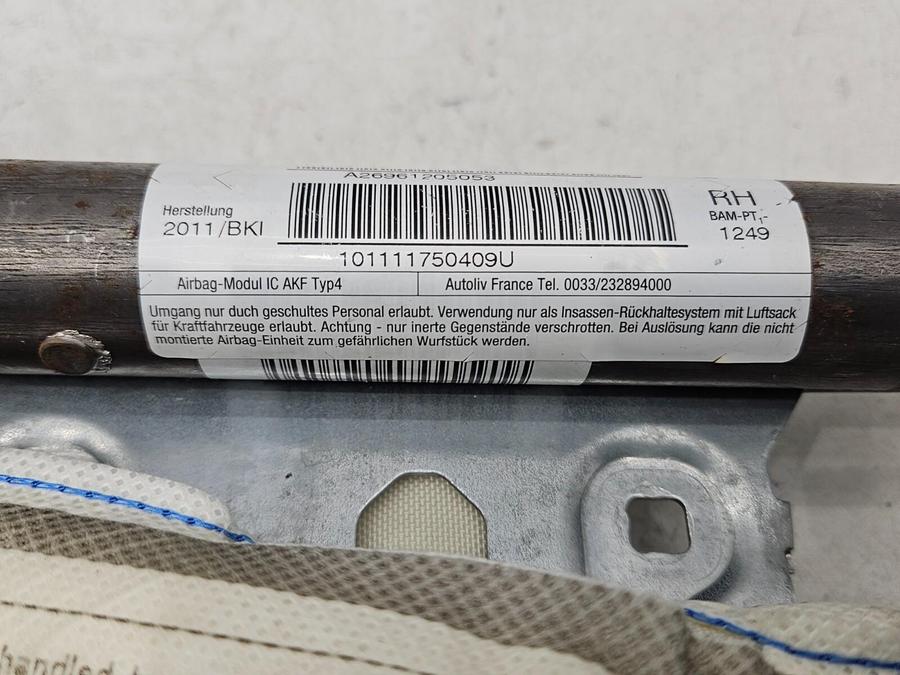 A26961205053
RH
Herstellung
BAM-PT₁-
2011/BKI
1249
101111750409U
Airbag-Modul IC AKF Typ4
Autoliv France Tel. 0033/232894000
Umgang nur duch geschultes Personal erlaubt. Verwendung nur als Insassen-Rückhaltesystem mit Luftsack
für Kraftfahrzeuge erlaubt. Achtung - nur inerte Gegenstände verschrotten. Bei Auslösung kann die nicht
montierte Airbag-Einheit zum gefährlichen Wurfstück werden.
handled